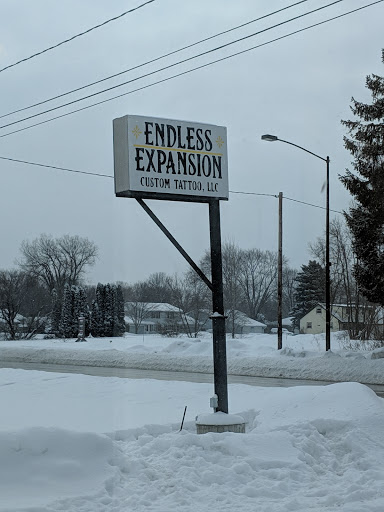 ENDLESS
EXPANSION
CUSTOM TATTOO, LLC